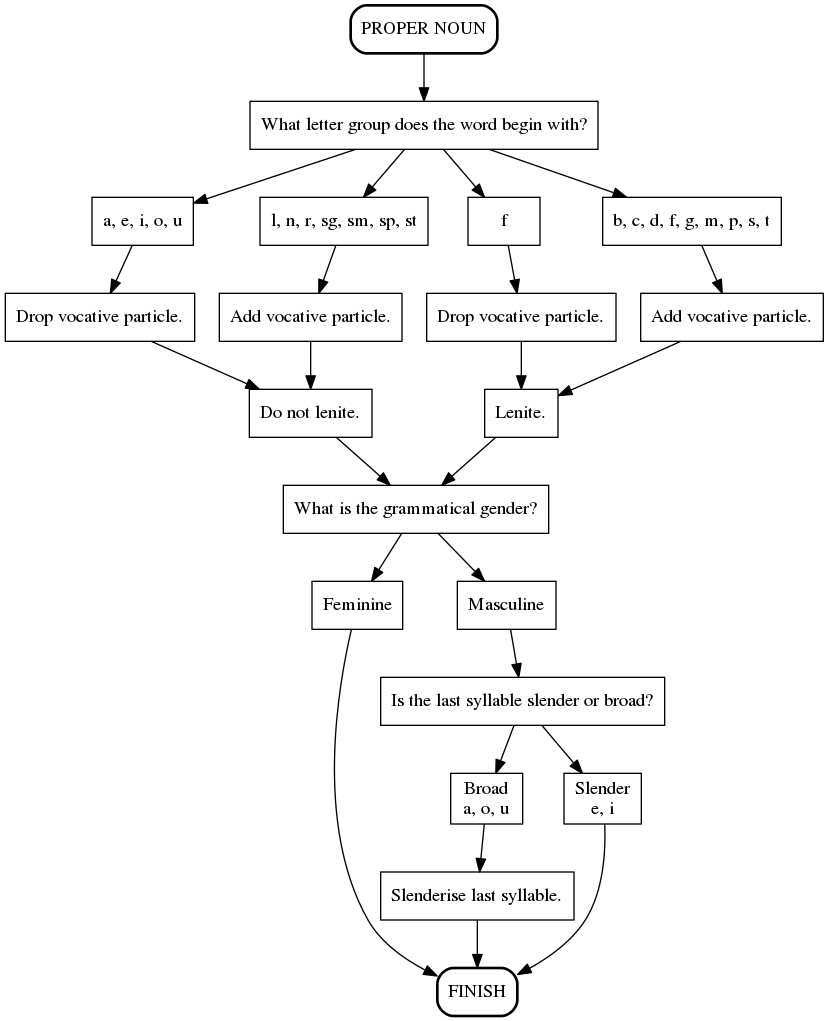 PROPER NOUN
What letter group does the word begin with?
a, e, i, o, u
l, n, r, sg, sm, sp, st
f
b, c, d, f, g, m, p, s, t
Drop vocative particle.
Add vocative particle.
Drop vocative particle.
Add vocative particle.
Do not lenite.
Lenite.
What is the grammatical gender?
Feminine
Masculine
Is the last syllable slender or broad?
Broad
a, o, u
Slender
e, i
Slenderise last syllable.
FINISH